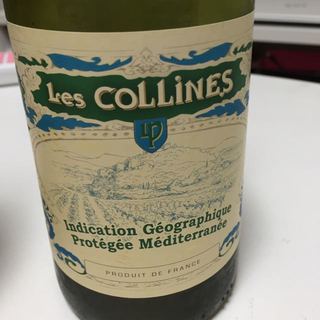 Les COLLINES
LP
Indication Géographique
Protégée Méditerranée
PRODUIT DE FRANCE